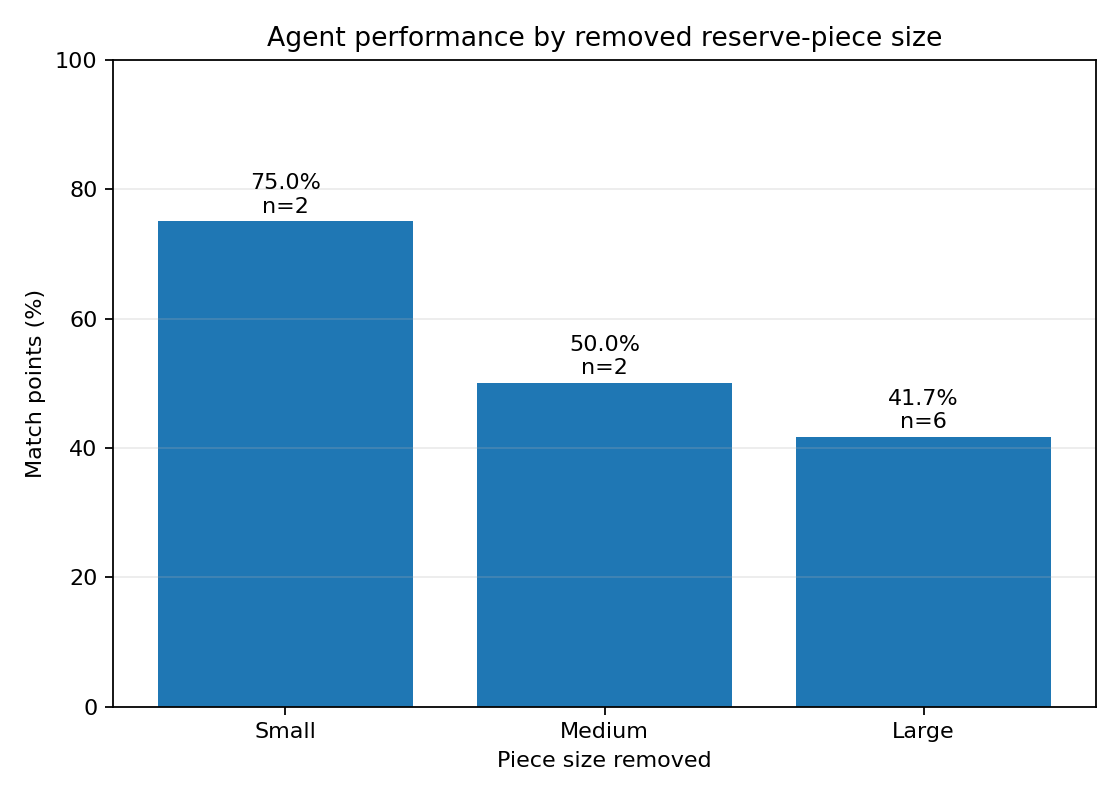 Agent performance by removed reserve-piece size
Match points (%)
100
80
60
40
20
0
75.0%
n=2
50.0%
n=2
41.7%
n=6
Small
Medium
Large
Piece size removed